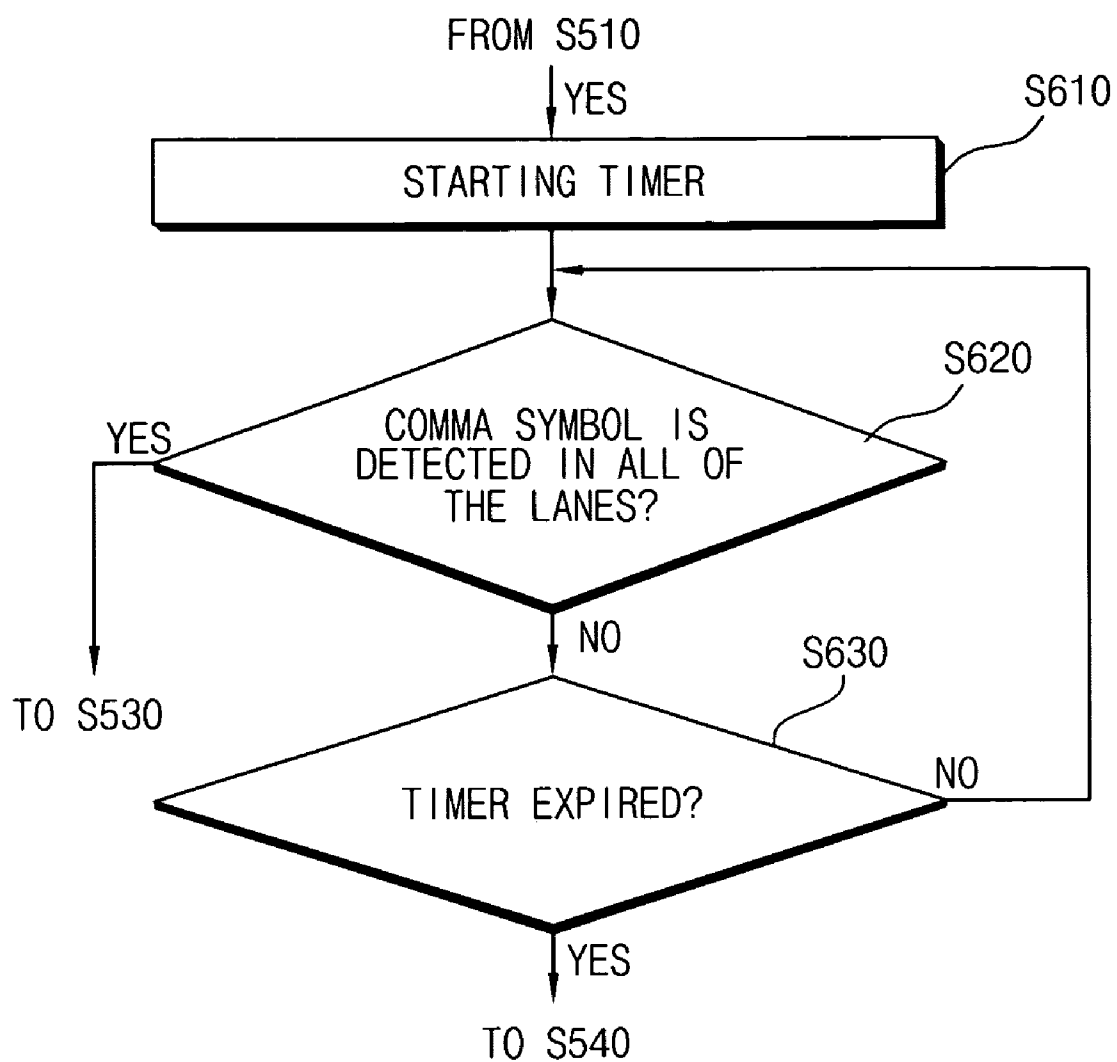 FROM S510
YES
S610
STARTING TIMER
S620
YES
COMMA SYMBOL IS
DETECTED IN ALL OF
THE LANES?
NO
S630
TO S530
NO
TIMER EXPIRED?
YES
TO S540